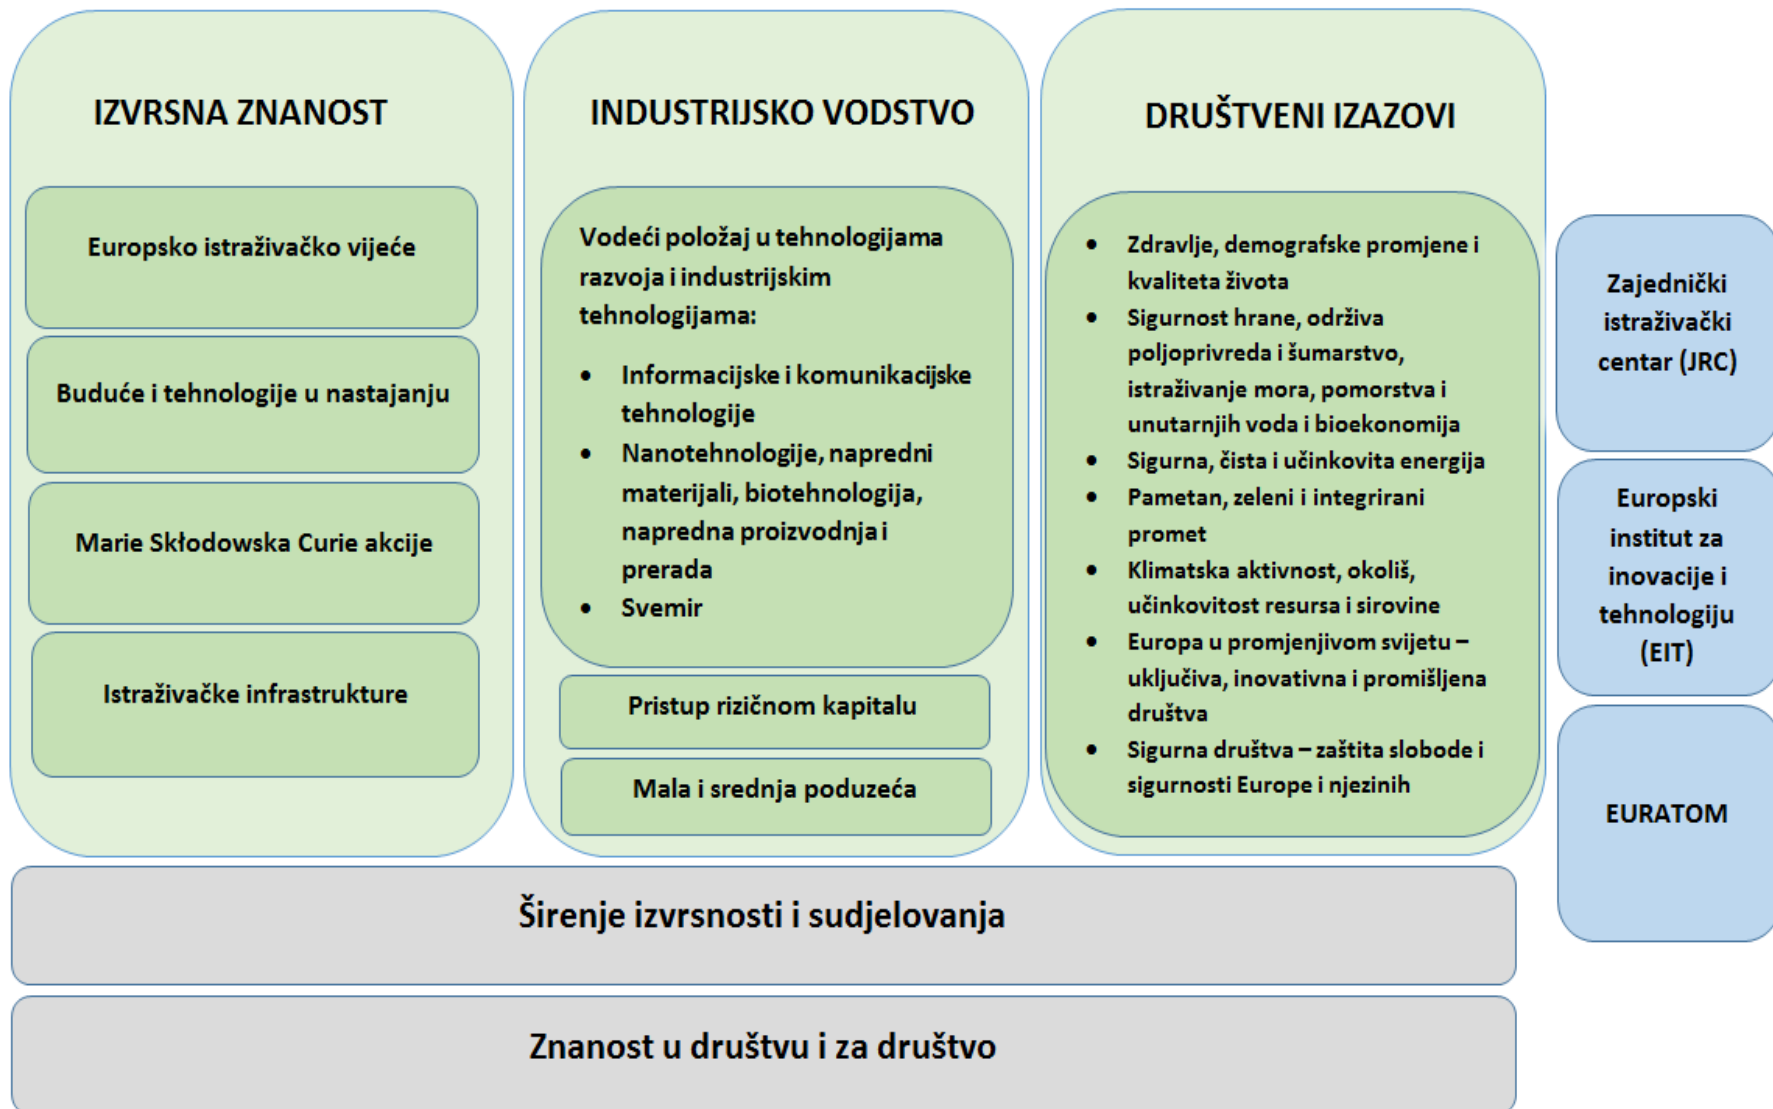 IZVRSNA ZNANOST
Europsko istraživačko vijeće
Buduće i tehnologije u nastajanju
Marie Skłodowska Curie akcije
Istraživačke infrastrukture
INDUSTRIJSKO VODSTVO
Vodeći položaj u tehnologijama
razvoja i industrijskim
tehnologijama:
• Informacijske i komunikacijske
tehnologije
• Nanotehnologije, napredni
materijali, biotehnologija,
napredna proizvodnja i
prerada
• Svemir
Pristup rizičnom kapitalu
Mala i srednja poduzeća
DRUŠTVENI IZAZOVI
• Zdravlje, demografske promjene i
kvaliteta života
• Sigurnost hrane, održiva
poljoprivreda i šumarstvo,
istraživanje mora, pomorstva i
unutarnjih voda i bioekonomija
• Sigurna, čista i učinkovita energija
• Pametan, zeleni i integrirani
promet
• Klimatska aktivnost, okoliš,
učinkovitost resursa i sirovine
• Europa u promjenjivom svijetu –
uključiva, inovativna i promišljena
društva
• Sigurna društva – zaštita slobode i
sigurnosti Europe i njezinih
Zajednički
istraživački
centar (JRC)
Europski
institut za
inovacije i
tehnologiju
(EIT)
EURATOM
Širenje izvrsnosti i sudjelovanja
Znanost u društvu i za društvo